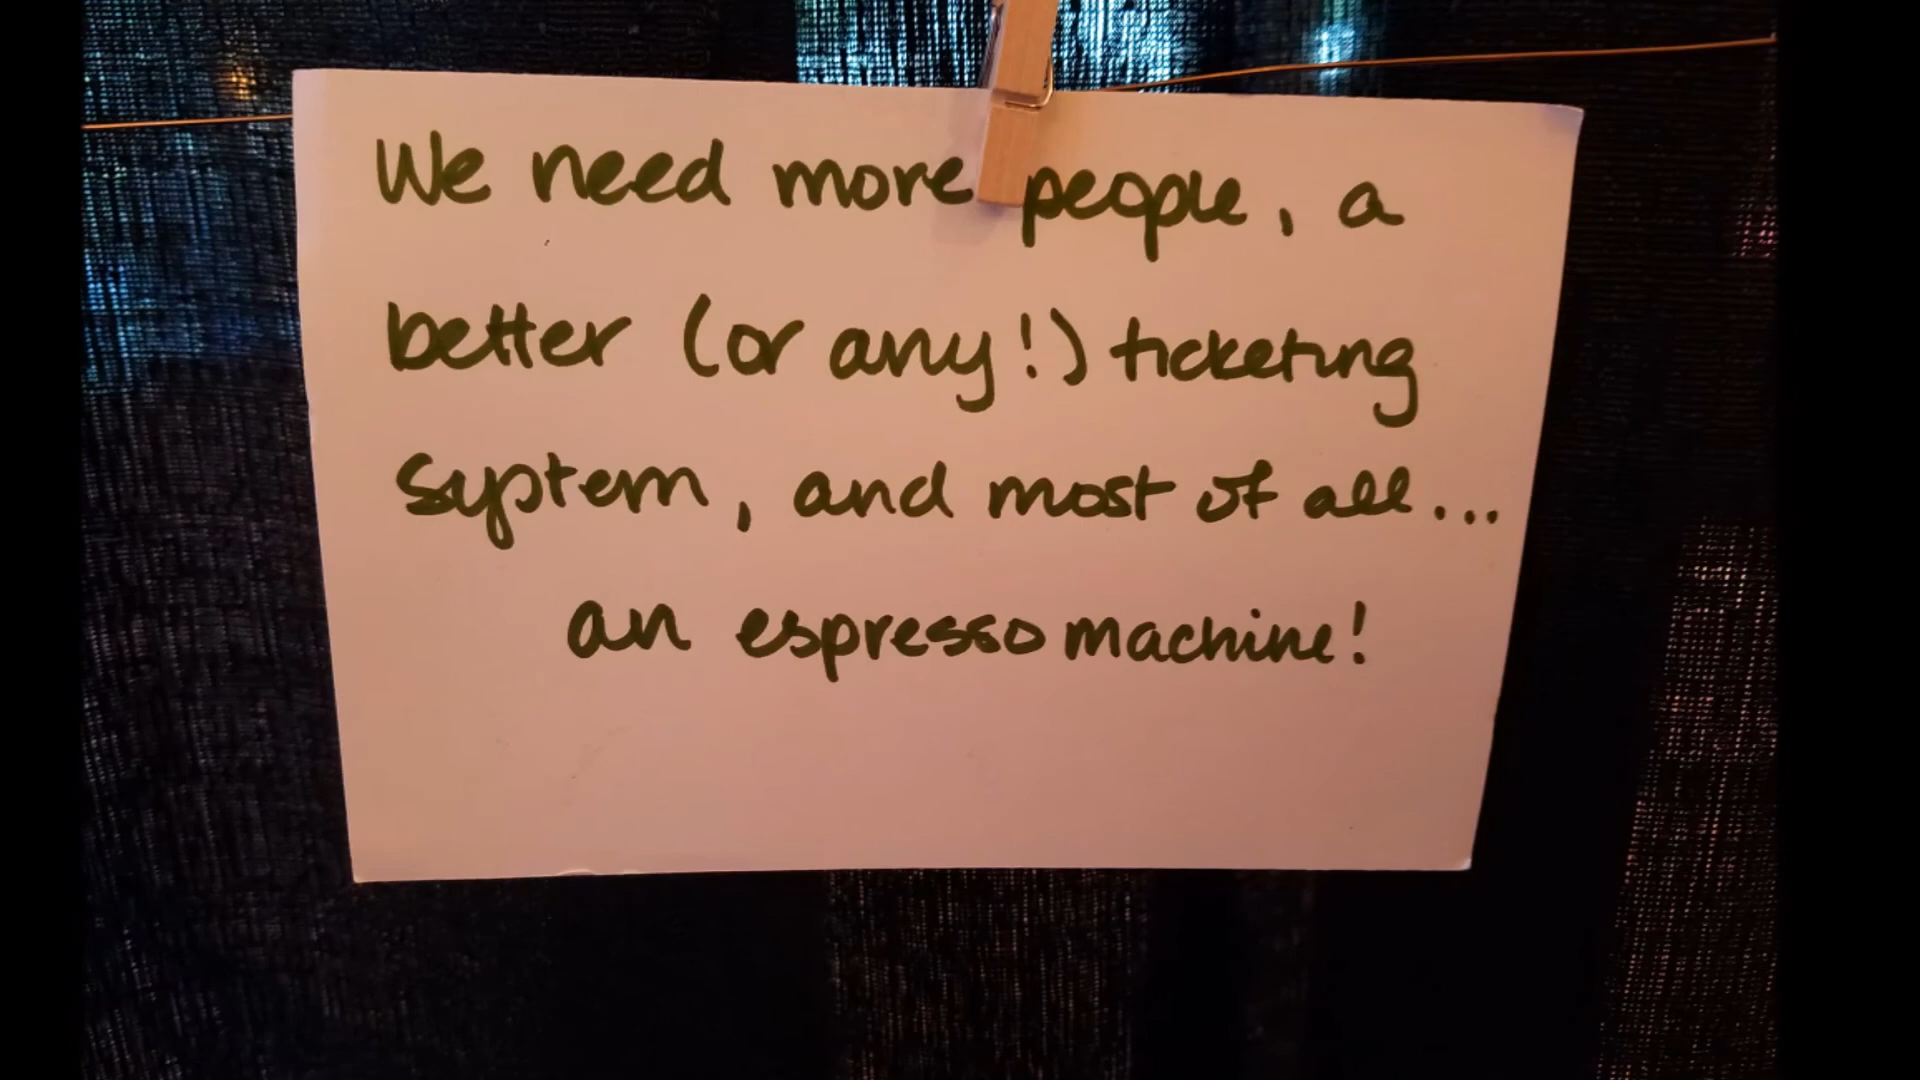 We need more people, a
better (or any!) ticketing
system, and most of all...
an espresso machine!